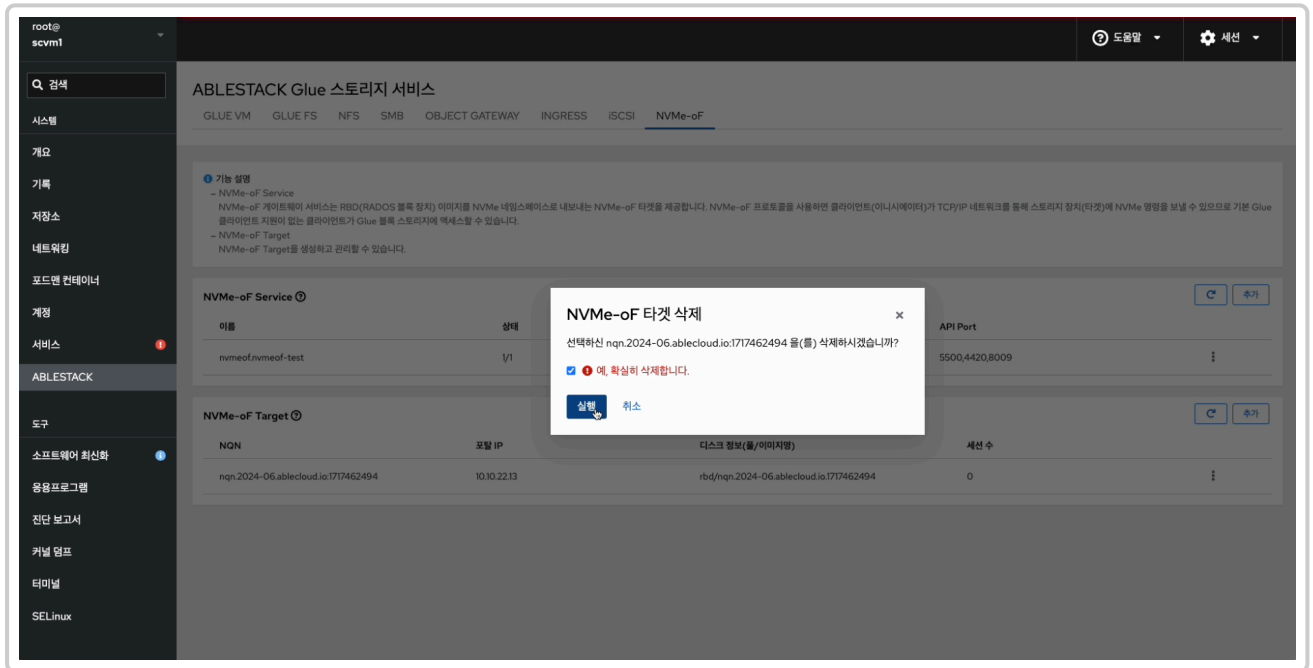 root@
scvm1
도움말
세션
검색
시스템
개요
기록
저장소
네트워킹
포드맨 컨테이너
계정
서비스
ABLESTACK
도구
소프트웨어 최신화
응용프로그램
진단 보고서
커널 덤프
터미널
SELinux
ABLESTACK Glue 스토리지 서비스
GLUE VM GLUE FS NFS SMB OBJECT GATEWAY INGRESS iSCSI NVMe-oF
기능 설명
– NVMe-oF Service
NVMe-oF 게이트웨이 서비스는 RBD(RADOS 블록 장치) 이미지를 NVMe 네임스페이스로 내보내는 NVMe-oF 타겟을 제공합니다. NVMe-oF 프로토콜을 사용하면 클라이언트(이니시에이터)가 TCP/IP 네트워크를 통해 스토리지 장치(타겟)에 NVMe 명령을 보낼 수 있으므로 기본 Glue
클라이언트 지원이 없는 클라이언트가 Glue 블록 스토리지에 액세스할 수 있습니다.
– NVMe-oF Target
NVMe-oF Target을 생성하고 관리할 수 있습니다.
NVMe-oF Service
추가
이름 상태 API Port
nvmeof.nvmeof-test 1/1 5500,4420,8009
NVMe-oF 타겟 삭제
선택하신 nqn.2024-06.ablecloud.io:1717462494 을(를) 삭제하시겠습니까?
예, 확실히 삭제합니다.
실행 취소
NVMe-oF Target
추가
NQN 포탈 IP 디스크 정보(풀/이미지명) 세션 수
nqn.2024-06.ablecloud.io:1717462494 10.10.22.13 rbd/nqn.2024-06.ablecloud.io.1717462494 0